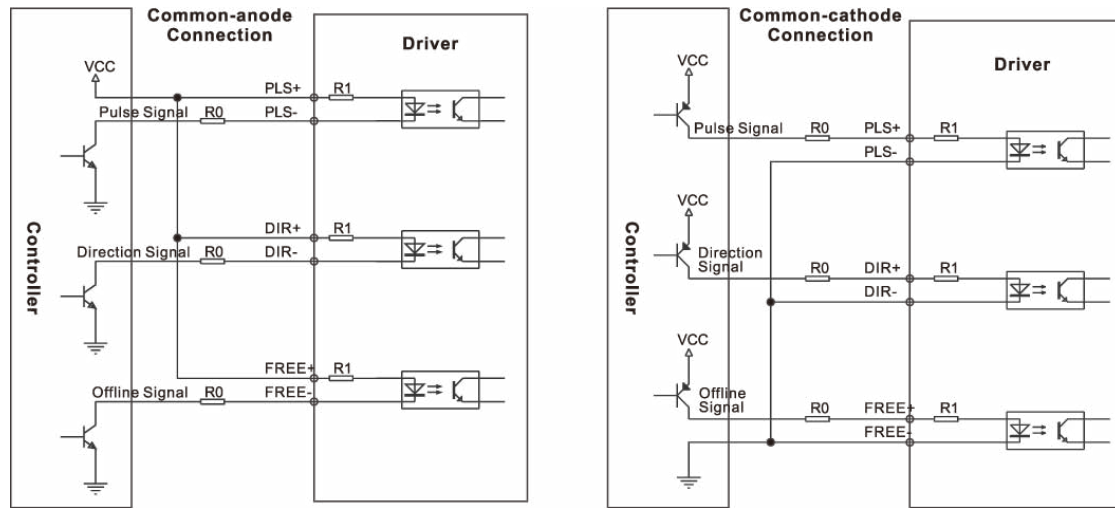 Common-anode
Connection
Driver
VCC
PLS+
R1
Pulse Signal
R0
PLS-
DIR+
R1
Direction Signal
R0
DIR-
FREE+
R1
Offline Signal
R0
FREE-
Controller
Common-cathode
Connection
Driver
VCC
Pulse Signal
R0
PLS+
R1
PLS-
VCC
Direction
Signal
R0
DIR+
R1
DIR-
VCC
Offline
Signal
R0
FREE+
R1
FREE-
Controller